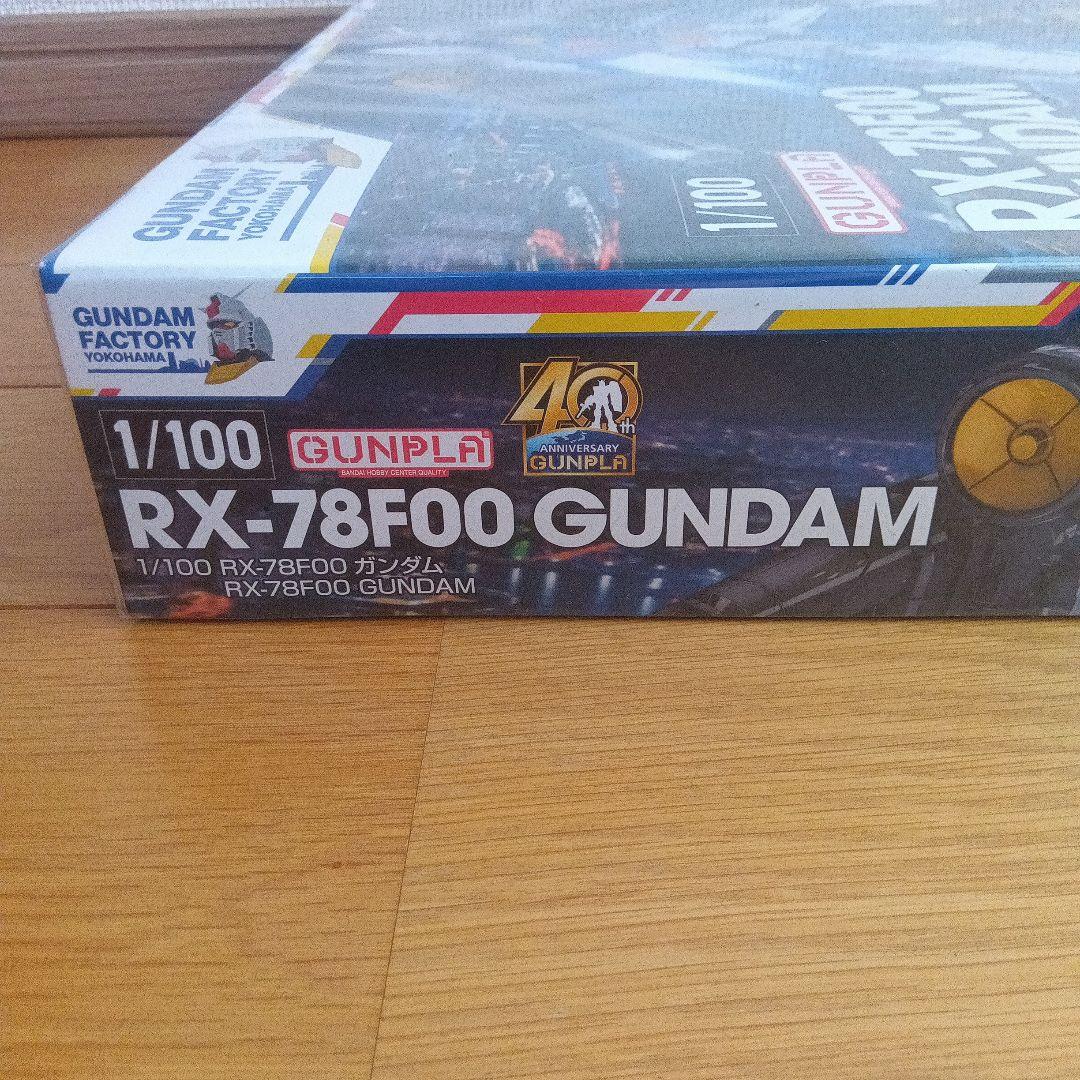 GUNDAM
FACTORY
YOKOHAMA
1/100
GUNPLA
RX-78F00
GUNDAM
GUNDAM
FACTORY
YOKOHAMA
40th
ANNIVERSARY
GUNPLA
1/100
GUNPLA
BANDAI HOBBY CENTER QUALITY
RX-78F00 GUNDAM
1/100 RX-78F00 ガンダム
RX-78F00 GUNDAM